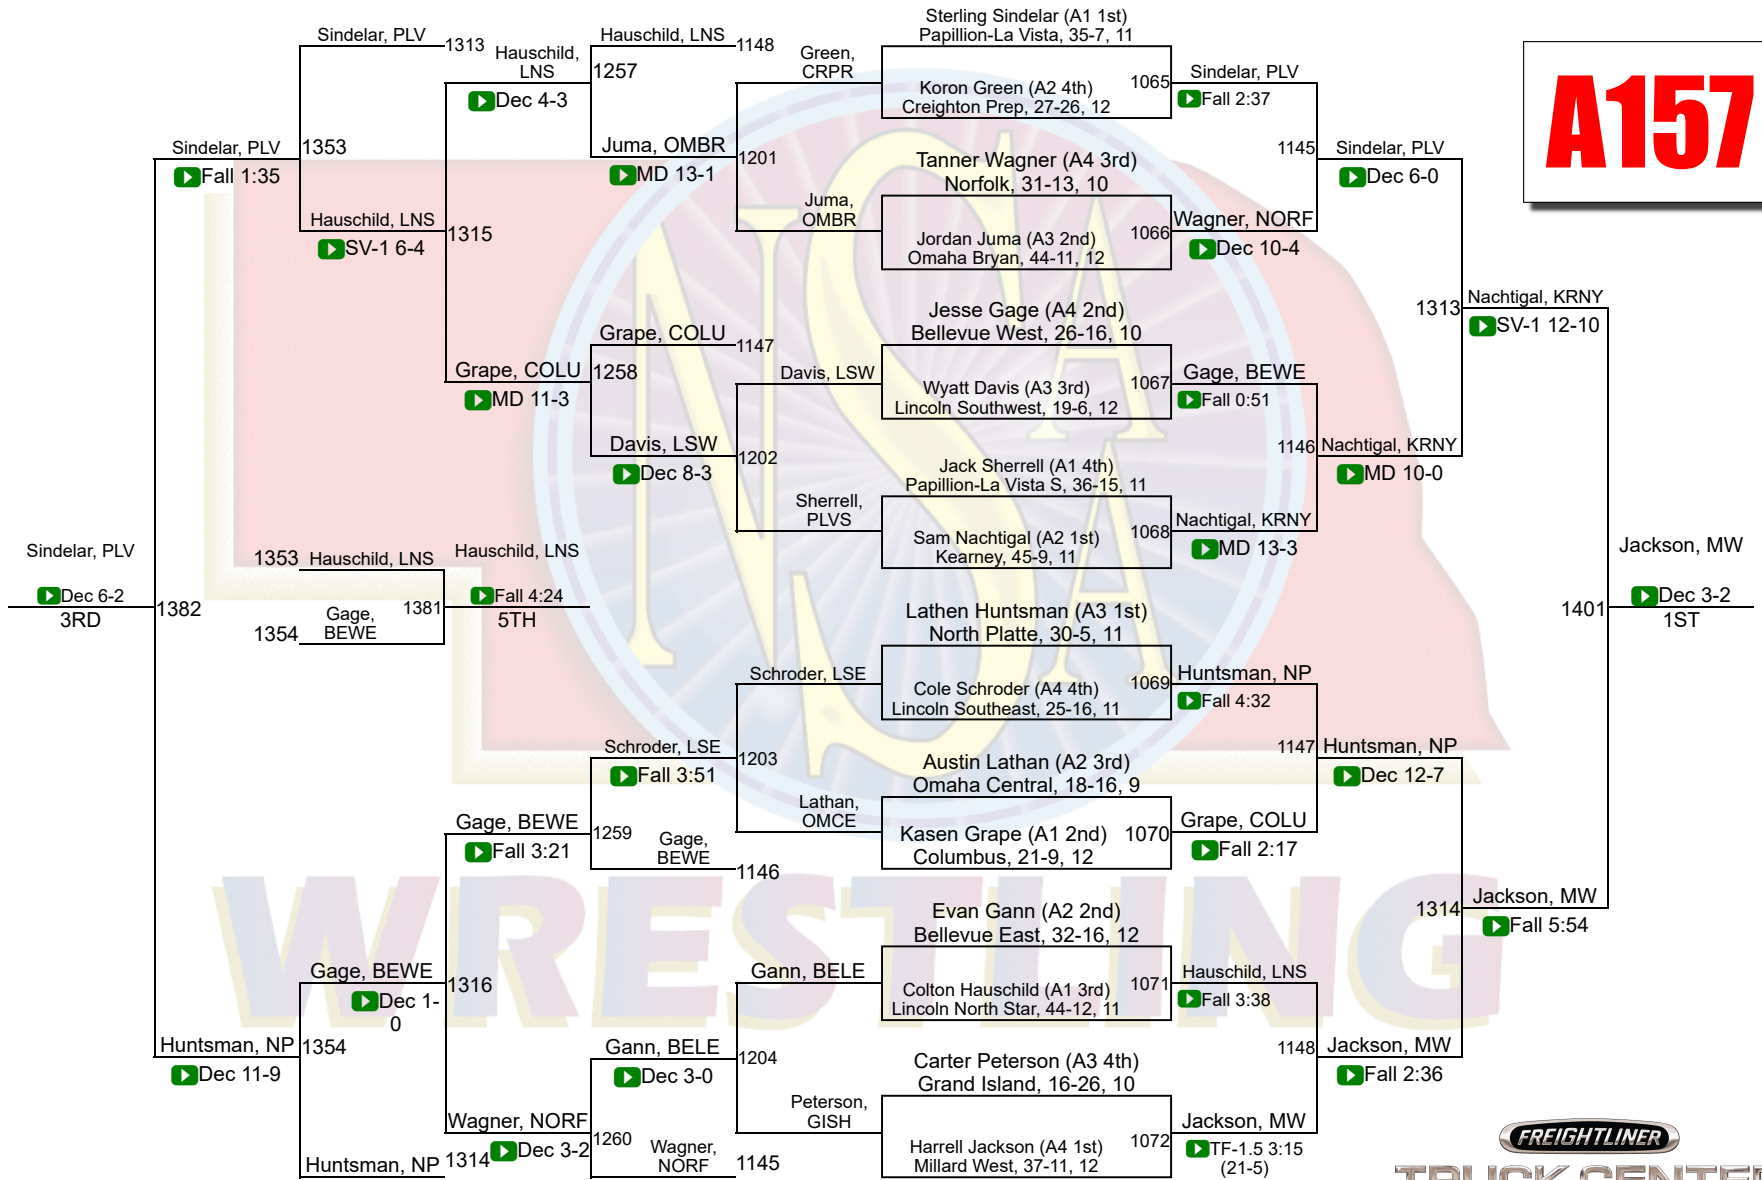 Sterling Sindelar (A1 1st)
Papillion-La Vista, 35-7, 11
Sindelar, PLV
1313
Hauschild,
LNS
Hauschild, LNS
1148
Green,
CRPR
A157
1257
1065
Sindelar, PLV
Koron Green (A2 4th)
Creighton Prep, 27-26, 12
Dec 4-3
Fall 2:37
Sindelar, PLV
1353
Juma, OMBR
1201
Tanner Wagner (A4 3rd)
Norfolk, 31-13, 10
1145
Sindelar, PLV
Fall 1:35
MD 13-1
Dec 6-0
Juma,
OMBR
Hauschild, LNS
1315
1066
Wagner, NORF
SV-1 6-4
Jordan Juma (A3 2nd)
Omaha Bryan, 44-11, 12
Dec 10-4
Jesse Gage (A4 2nd)
Bellevue West, 26-16, 10
1313
Nachtigal, KRNY
SV-1 12-10
Grape, COLU
1147
Grape, COLU
1258
Davis, LSW
1067
Gage, BEWE
MD 11-3
Wyatt Davis (A3 3rd)
Lincoln Southwest, 19-6, 12
Fall 0:51
Davis, LSW
1202
1146
Nachtigal, KRNY
Dec 8-3
Jack Sherrell (A1 4th)
Papillion-La Vista S, 36-15, 11
MD 10-0
Sherrell,
PLVS
1068
Nachtigal, KRNY
Sam Nachtigal (A2 1st)
Kearney, 45-9, 11
MD 13-3
Sindelar, PLV
1353
Hauschild, LNS
Hauschild, LNS
Jackson, MW
Dec 6-2
3RD
1382
Gage,
BEWE
1381
1354
Fall 4:24
5TH
1401
Dec 3-2
1ST
Lathen Huntsman (A3 1st)
North Platte, 30-5, 11
Schroder, LSE
1069
Huntsman, NP
Cole Schroder (A4 4th)
Lincoln Southeast, 25-16, 11
Fall 4:32
Schroder, LSE
1203
1147
Huntsman, NP
Fall 3:51
Austin Lathan (A2 3rd)
Omaha Central, 18-16, 9
Dec 12-7
Lathan,
OMCE
Gage, BEWE
1259
Gage,
BEWE
1070
Grape, COLU
Fall 3:21
Kasen Grape (A1 2nd)
Columbus, 21-9, 12
Fall 2:17
1146
Evan Gann (A2 2nd)
Bellevue East, 32-16, 12
1314
Jackson, MW
Fall 5:54
Gage, BEWE
1316
Gann, BELE
1071
Hauschild, LNS
Dec 1-
0
Colton Hauschild (A1 3rd)
Lincoln North Star, 44-12, 11
Fall 3:38
Huntsman, NP
1354
Gann, BELE
1204
1148
Jackson, MW
Dec 11-9
Dec 3-0
Carter Peterson (A3 4th)
Grand Island, 16-26, 10
Fall 2:36
Peterson,
GISH
Wagner, NORF
1260
1072
Jackson, MW
Dec 3-2
Wagner,
NORF
Harrell Jackson (A4 1st)
Millard West, 37-11, 12
TF-1.5 3:15
(21-5)
Huntsman, NP
1314
1145
NSAA
WRESTLING
FREIGHTLINER